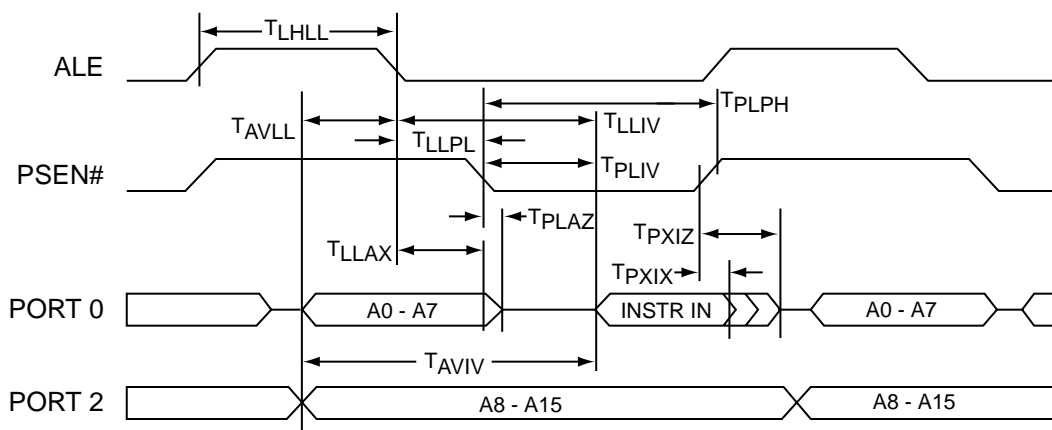 TLHLL
ALE
TPLPH
TAVLL
TLLIV
TLLPL
PSEN#
TPLIV
TPLAZ
TLLAX
TPXIZ
TPXIX
PORT 0
A0 - A7
INSTR IN
A0 - A7
TAVIV
PORT 2
A8 - A15
A8 - A15